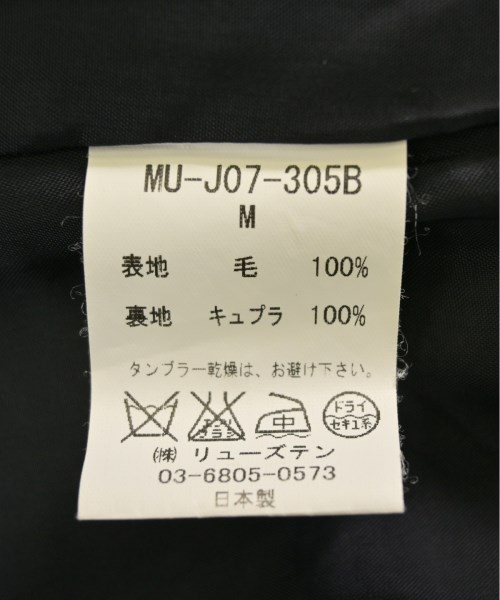 MU-J07-305B
M
表地 毛 100%
裏地 キュプラ 100%
タンブラー乾燥は、お避け下さい。
中 ドライ セキユ系
㈱ リューズテン
03-6805-0573
日本製